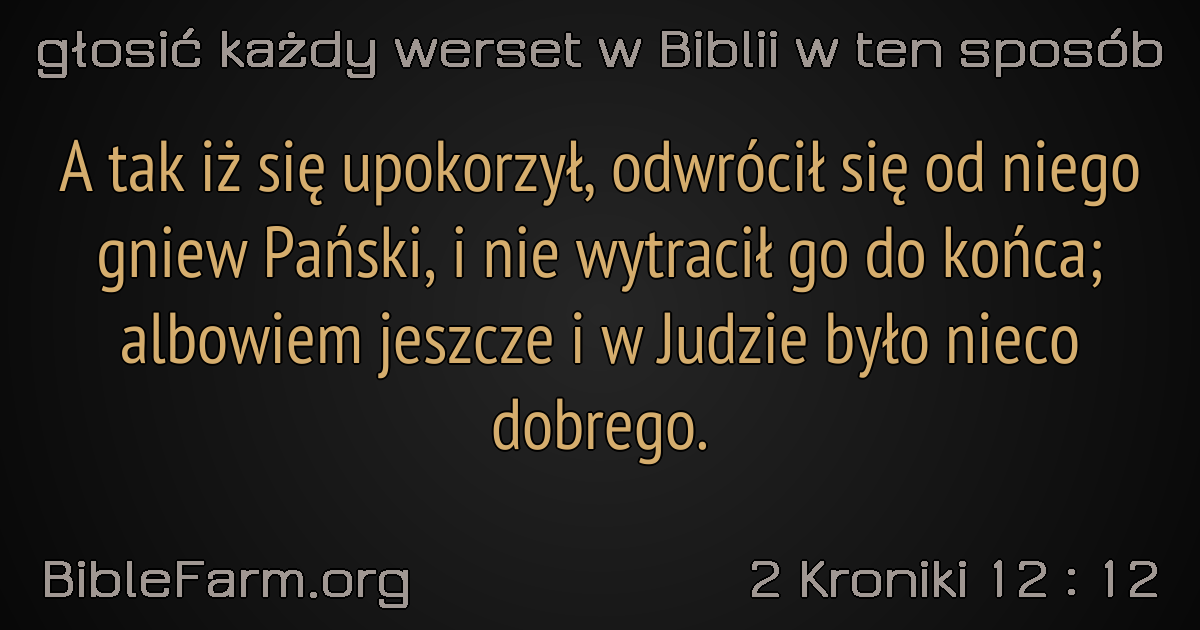 głosić każdy werset w Biblii w ten sposób
A tak iż się upokorzył, odwrócił się od niego
gniew Pański, i nie wytracił go do końca;
albowiem jeszcze i w Judzie było nieco
dobrego.
BibleFarm.org
2 Kroniki 12 : 12